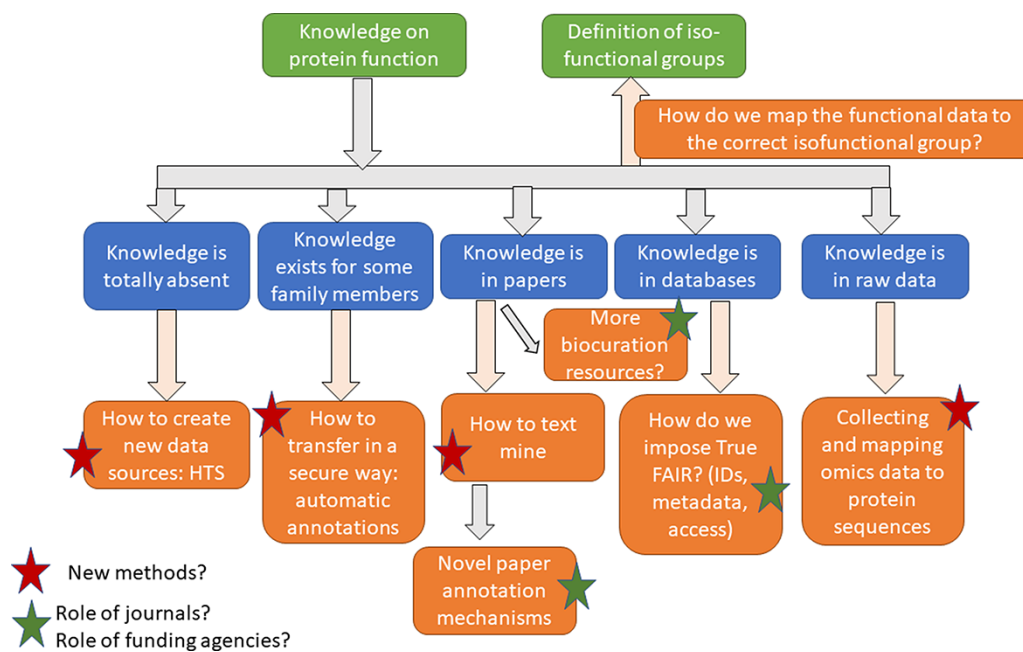 Knowledge on
protein function
Definition of iso-
functional groups
How do we map the functional data to
the correct isofunctional group?
Knowledge is
totally absent
Knowledge
exists for some
family members
Knowledge is
in papers
Knowledge is
in databases
Knowledge is
in raw data
More
biocuration
resources?
How to create
new data
sources: HTS
How to
transfer in a
secure way:
automatic
annotations
How to text
mine
How do we
impose True
FAIR? (IDs,
metadata,
access)
Collecting
and mapping
omics data to
protein
sequences
Novel paper
annotation
mechanisms
New methods?
Role of journals?
Role of funding agencies?